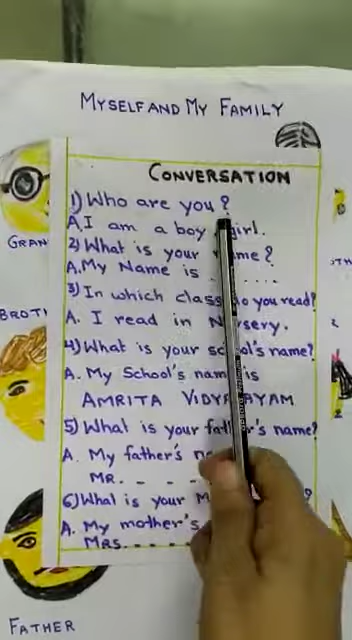 MYSELF AND MY FAMILY
CONVERSATION
1) Who are you?
A. I am a boy girl.
2) What is your name?
A. My Name is .....
3) In which class do you read?
A. I read in Nursery.
4) What is your school's name?
A. My School's name is
AMRITA VIDYALAYAM
5) What is your father's name?
A. My father's
MR. - - -
6) What is your ?
A. My mother's
MRS. - - - -
GRAN
BROT
FATHER